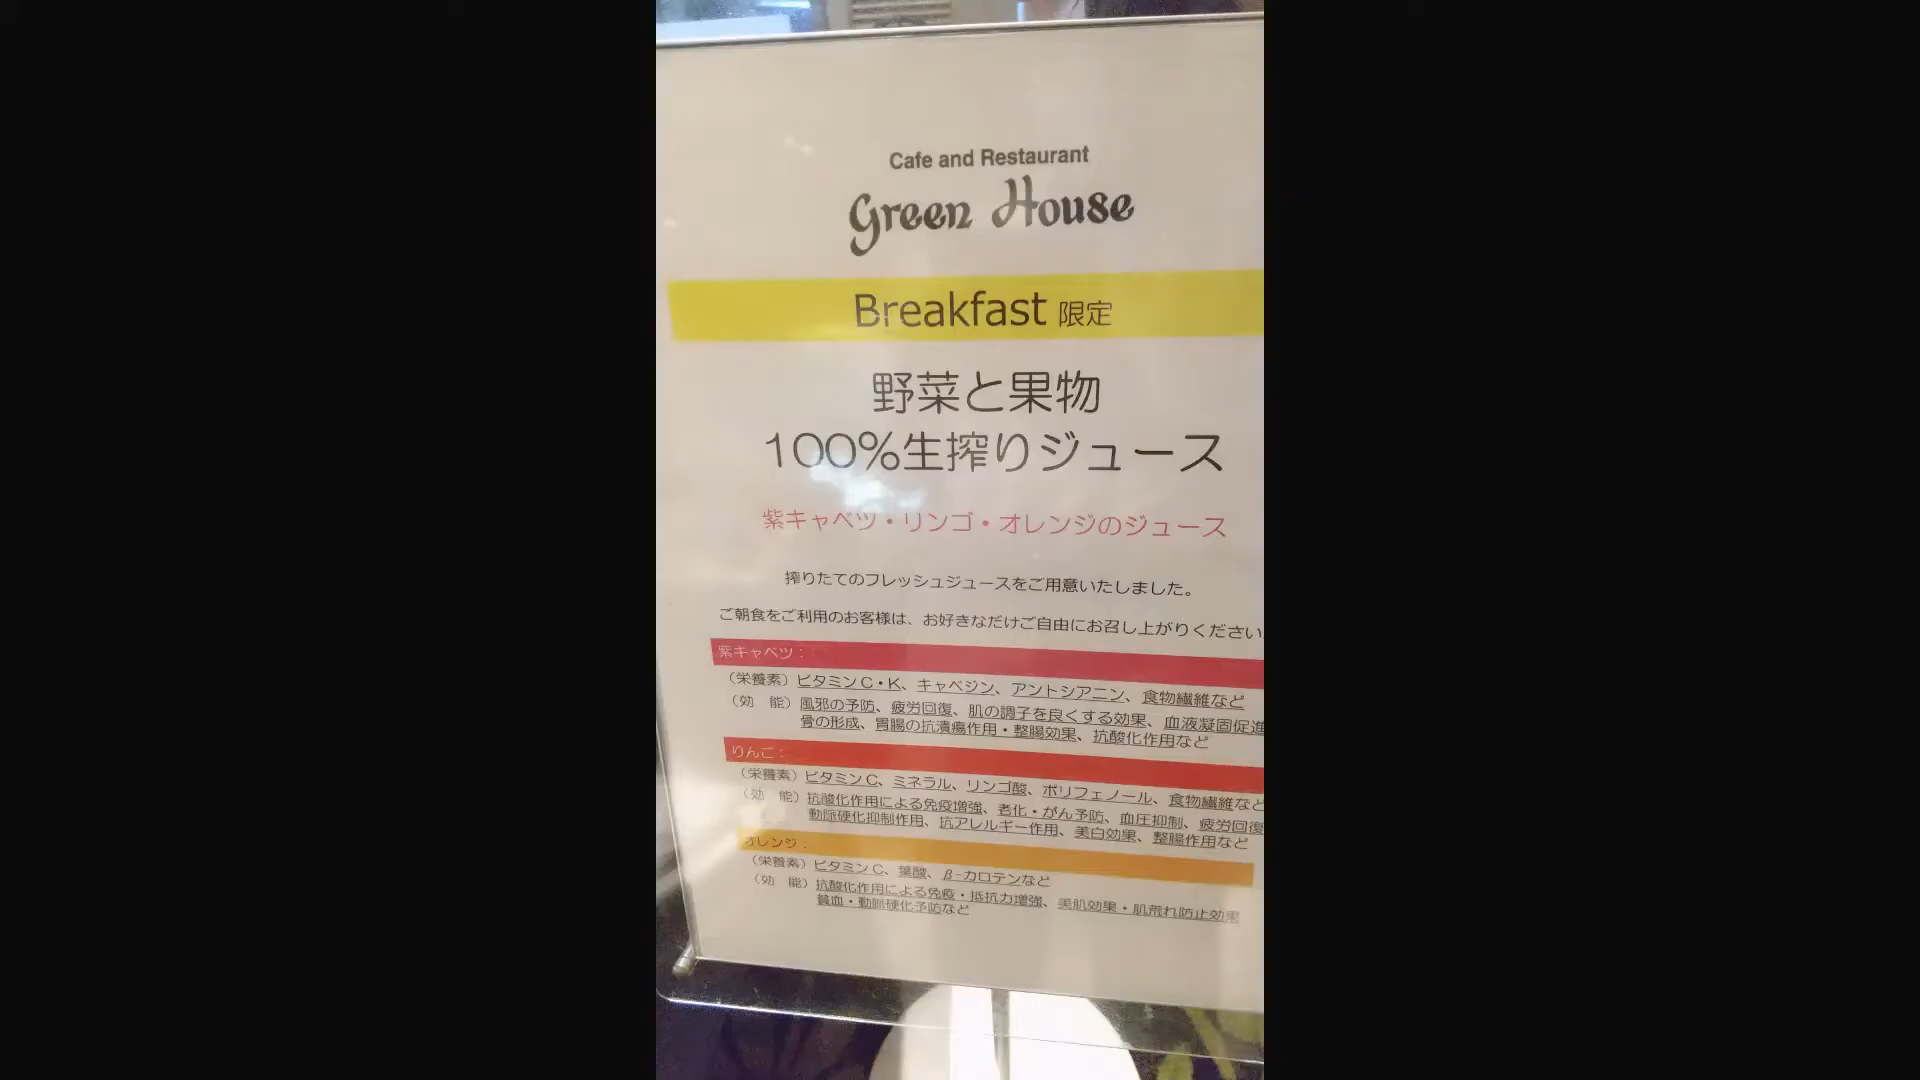 Cafe and Restaurant
Green House
Breakfast 限定
野菜と果物
100%生搾りジュース
紫キャベツ・リンゴ・オレンジのジュース
搾りたてのフレッシュジュースをご用意いたしました。
ご朝食をご利用のお客様は、お好きなだけご自由にお召し上がりください
紫キャベツ：
（栄養素）ビタミンC・K、キャベジン、アントシアニン、食物繊維など
（効　能）風邪の予防、疲労回復、肌の調子を良くする効果、血液凝固促進
骨の形成、胃腸の抗潰瘍作用・整腸効果、抗酸化作用など
りんご：
（栄養素）ビタミンC、ミネラル、リンゴ酸、ポリフェノール、食物繊維など
（効　能）抗酸化作用による免疫増強、老化・がん予防、血圧抑制、疲労回復
動脈硬化抑制作用、抗アレルギー作用、美白効果、整腸作用など
オレンジ：
（栄養素）ビタミンC、葉酸、β-カロテンなど
（効　能）抗酸化作用による免疫・抵抗力増強、美肌効果・肌荒れ防止効果
貧血・動脈硬化予防など